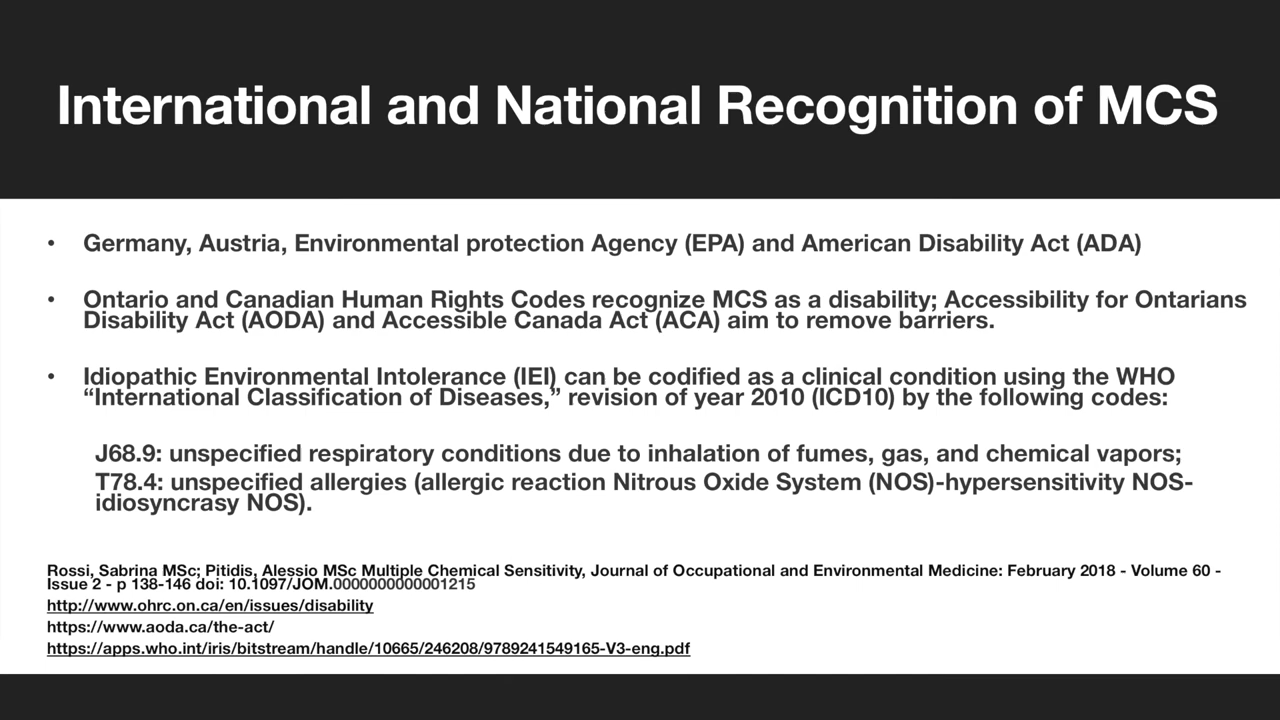 International and National Recognition of MCS
• Germany, Austria, Environmental protection Agency (EPA) and American Disability Act (ADA)
• Ontario and Canadian Human Rights Codes recognize MCS as a disability; Accessibility for Ontarians
Disability Act (AODA) and Accessible Canada Act (ACA) aim to remove barriers.
• Idiopathic Environmental Intolerance (IEI) can be codified as a clinical condition using the WHO
“International Classification of Diseases,” revision of year 2010 (ICD10) by the following codes:
J68.9: unspecified respiratory conditions due to inhalation of fumes, gas, and chemical vapors;
T78.4: unspecified allergies (allergic reaction Nitrous Oxide System (NOS)-hypersensitivity NOS-
idiosyncrasy NOS).
Rossi, Sabrina MSc; Pitidis, Alessio MSc Multiple Chemical Sensitivity, Journal of Occupational and Environmental Medicine: February 2018 - Volume 60 -
Issue 2 - p 138-146 doi: 10.1097/JOM.0000000000001215
http://www.ohrc.on.ca/en/issues/disability
https://www.aoda.ca/the-act/
https://apps.who.int/iris/bitstream/handle/10665/246208/9789241549165-V3-eng.pdf